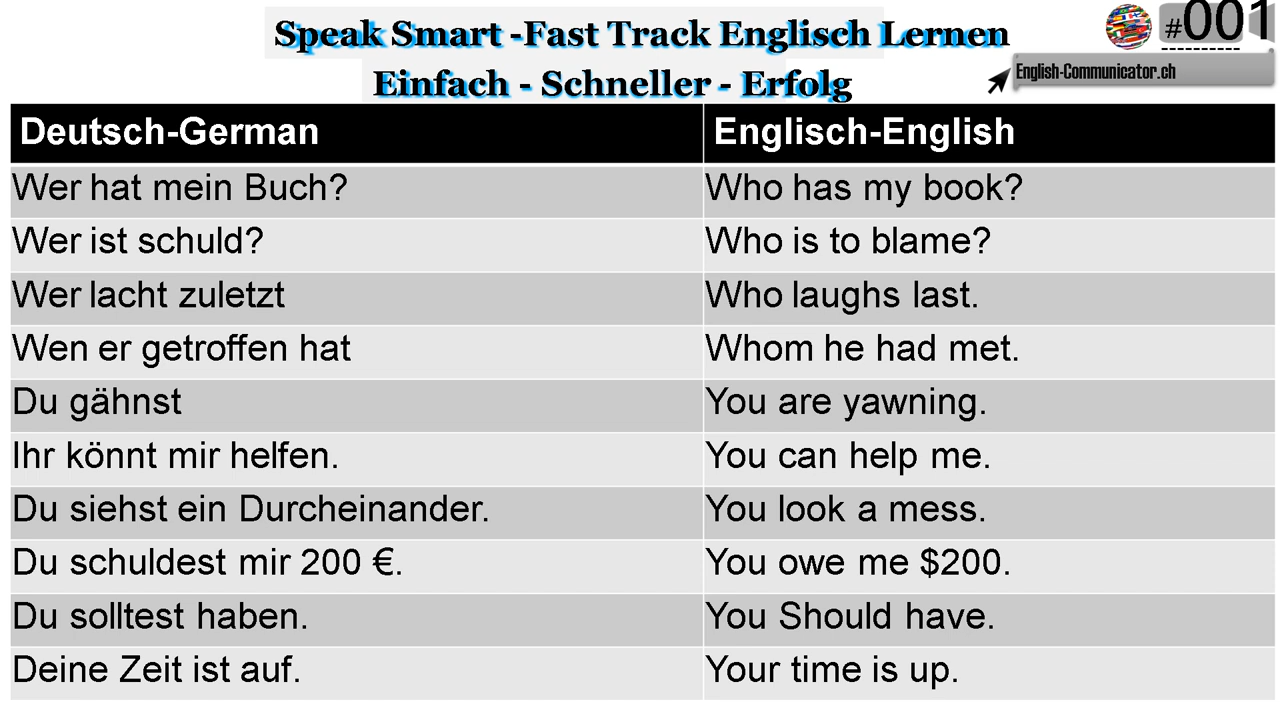 Speak Smart -Fast Track Englisch Lernen
Einfach - Schneller - Erfolg
#001
English-Communicator.ch
Deutsch-German Englisch-English
Wer hat mein Buch? Who has my book?
Wer ist schuld? Who is to blame?
Wer lacht zuletzt Who laughs last.
Wen er getroffen hat Whom he had met.
Du gähnst You are yawning.
Ihr könnt mir helfen. You can help me.
Du siehst ein Durcheinander. You look a mess.
Du schuldest mir 200 €. You owe me $200.
Du solltest haben. You Should have.
Deine Zeit ist auf. Your time is up.